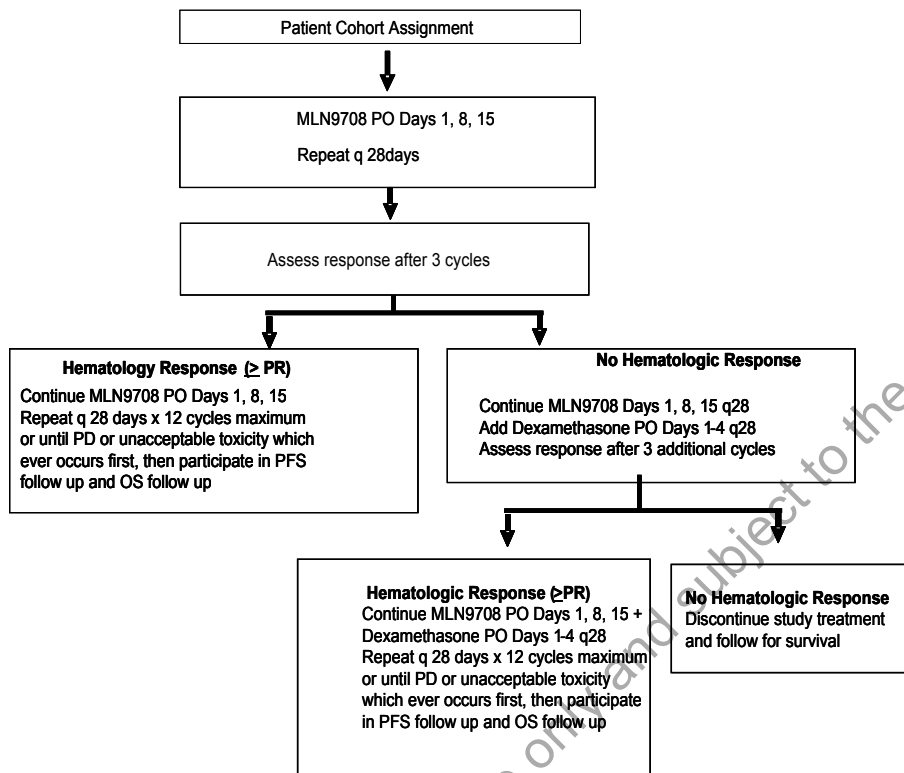 Patient Cohort Assignment
MLN9708 PO Days 1, 8, 15
Repeat q 28days
Assess response after 3 cycles
Hematology Response (≥ PR)
Continue MLN9708 PO Days 1, 8, 15
Repeat q 28 days x 12 cycles maximum
or until PD or unacceptable toxicity which
ever occurs first, then participate in PFS
follow up and OS follow up
No Hematologic Response
Continue MLN9708 Days 1, 8, 15 q28
Add Dexamethasone PO Days 1-4 q28
Assess response after 3 additional cycles
Hematologic Response (≥PR)
Continue MLN9708 PO Days 1, 8, 15 +
Dexamethasone PO Days 1-4 q28
Repeat q 28 days x 12 cycles maximum
or until PD or unacceptable toxicity
which ever occurs first, then participate
in PFS follow up and OS follow up
No Hematologic Response
Discontinue study treatment
and follow for survival
only and subject to the